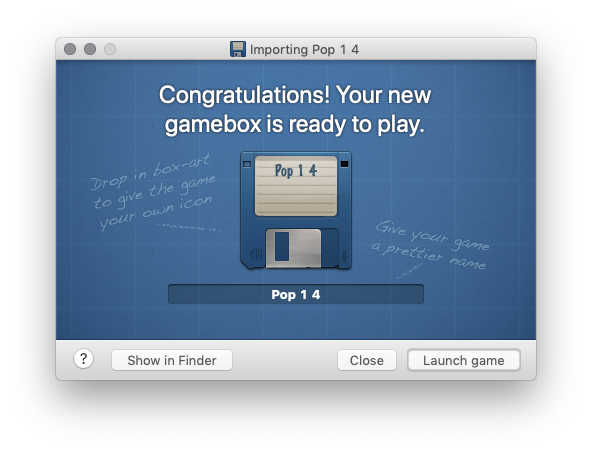 Importing Pop 1 4
Congratulations! Your new
gamebox is ready to play.
Drop in box-art
to give the game
your own icon
Pop 1 4
Give your game
a prettier name
Pop 1 4
?
Show in Finder
Close
Launch game